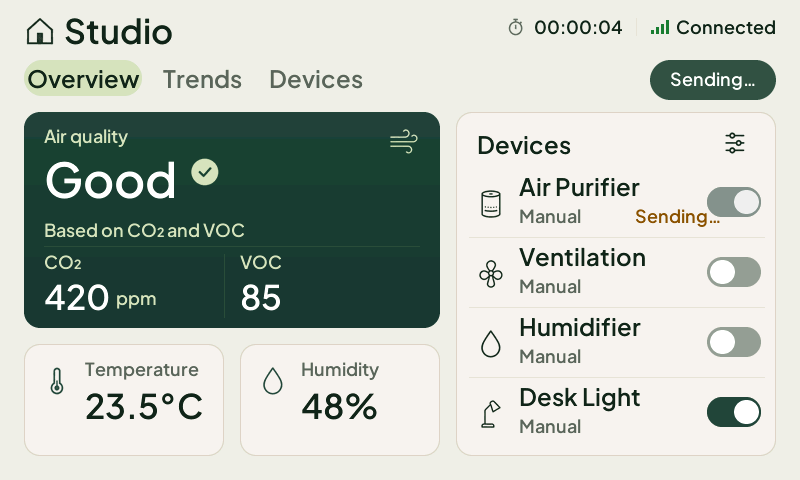 Studio
00:00:04
Connected
Overview
Trends
Devices
Sending...
Air quality
Good
Based on CO₂ and VOC
CO₂
VOC
420 ppm
85
Temperature
23.5°C
Humidity
48%
Devices
Air Purifier
Manual
Sending...
Ventilation
Manual
Humidifier
Manual
Desk Light
Manual